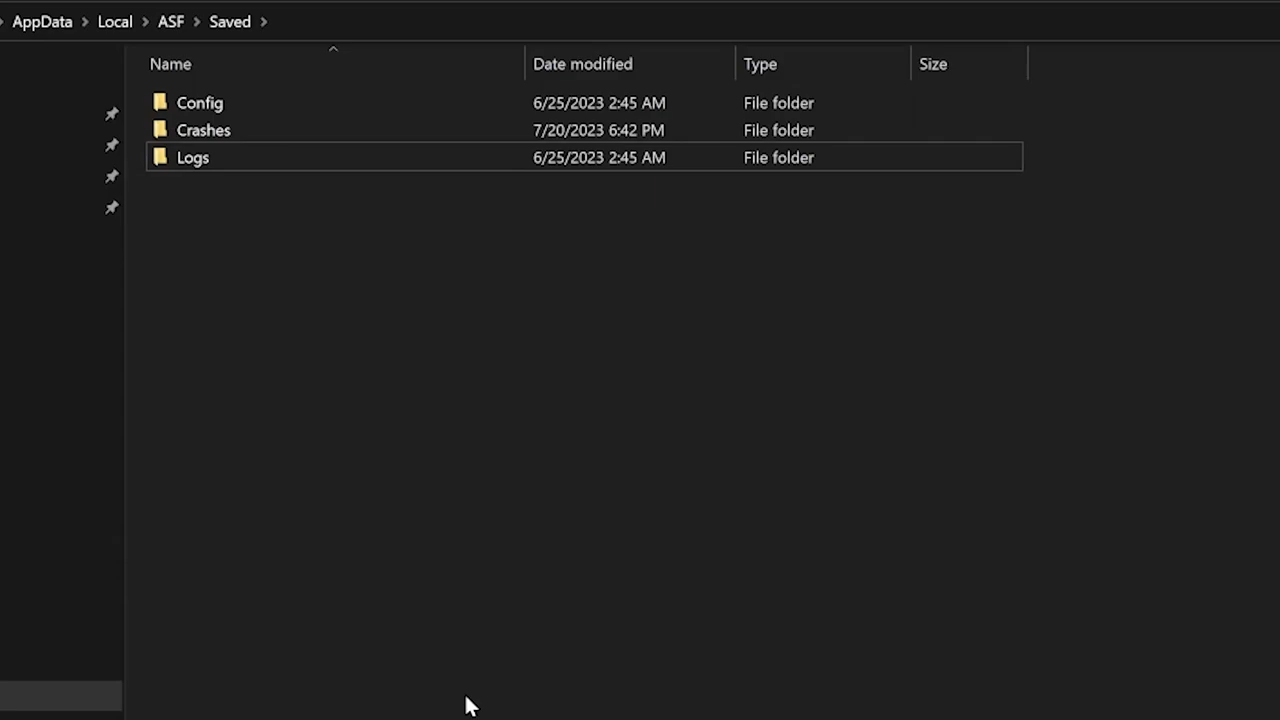 AppData > Local > ASF > Saved >
Name Date modified Type Size
Config 6/25/2023 2:45 AM File folder
Crashes 7/20/2023 6:42 PM File folder
Logs 6/25/2023 2:45 AM File folder